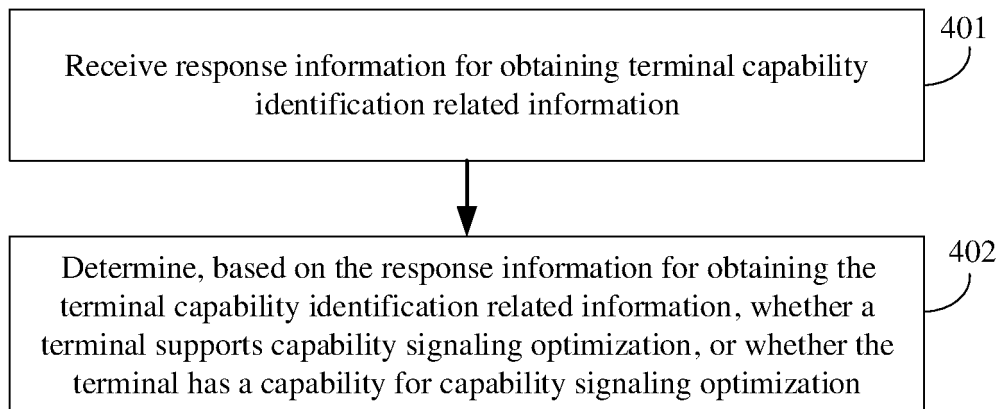 401
Receive response information for obtaining terminal capability
identification related information
402
Determine, based on the response information for obtaining the
terminal capability identification related information, whether a
terminal supports capability signaling optimization, or whether the
terminal has a capability for capability signaling optimization